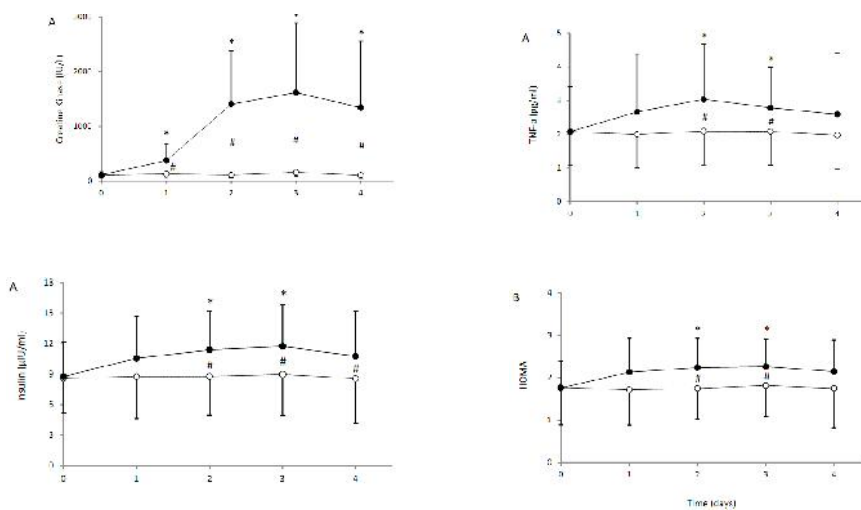 A
Creatine Kinase (IU/l)
3000
2000
1000
0
* * * *
# # # #
0 1 2 3 4
A
TNF-α (pg/ml)
5
4
3
2
1
0
* *
# #
0 1 2 3 4
A
Insulin (µIU/ml)
18
15
12
9
6
3
0
* *
# # #
0 1 2 3 4
B
HOMA
4
3
2
1
0
* *
# #
0 1 2 3 4
Time (days)